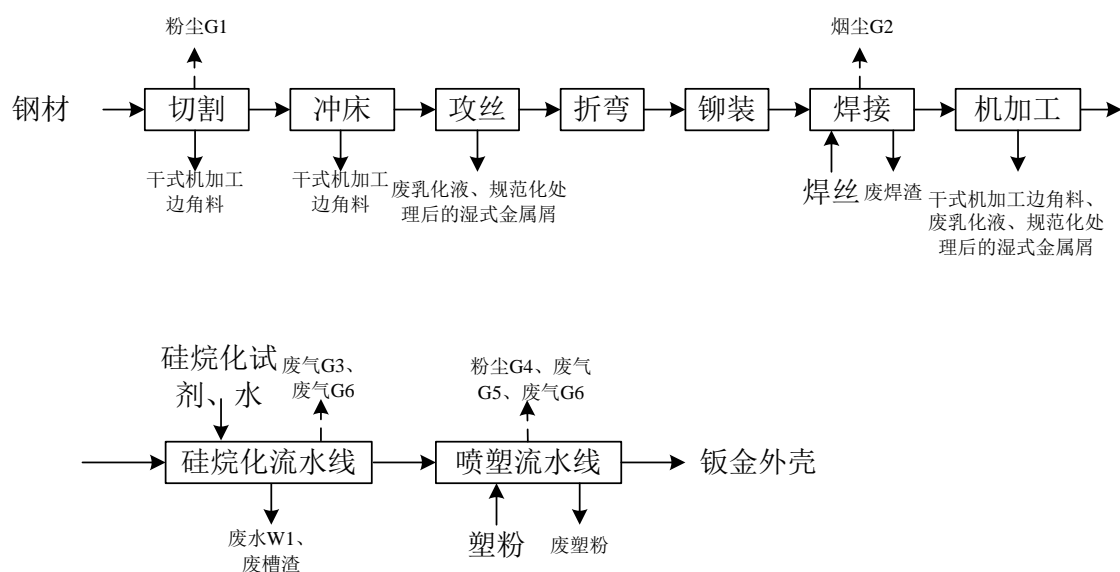 粉尘G1
烟尘G2
钢材
切割
冲床
攻丝
折弯
铆装
焊接
机加工
干式机加工
边角料
干式机加工
边角料
废乳化液、规范化处
理后的湿式金属屑
焊丝
废焊渣
干式机加工边角料、
废乳化液、规范化处
理后的湿式金属屑
硅烷化试
剂、水
废气G3、
废气G6
粉尘G4、废气
G5、废气G6
硅烷化流水线
喷塑流水线
钣金外壳
废水W1、
废槽渣
塑粉
废塑粉